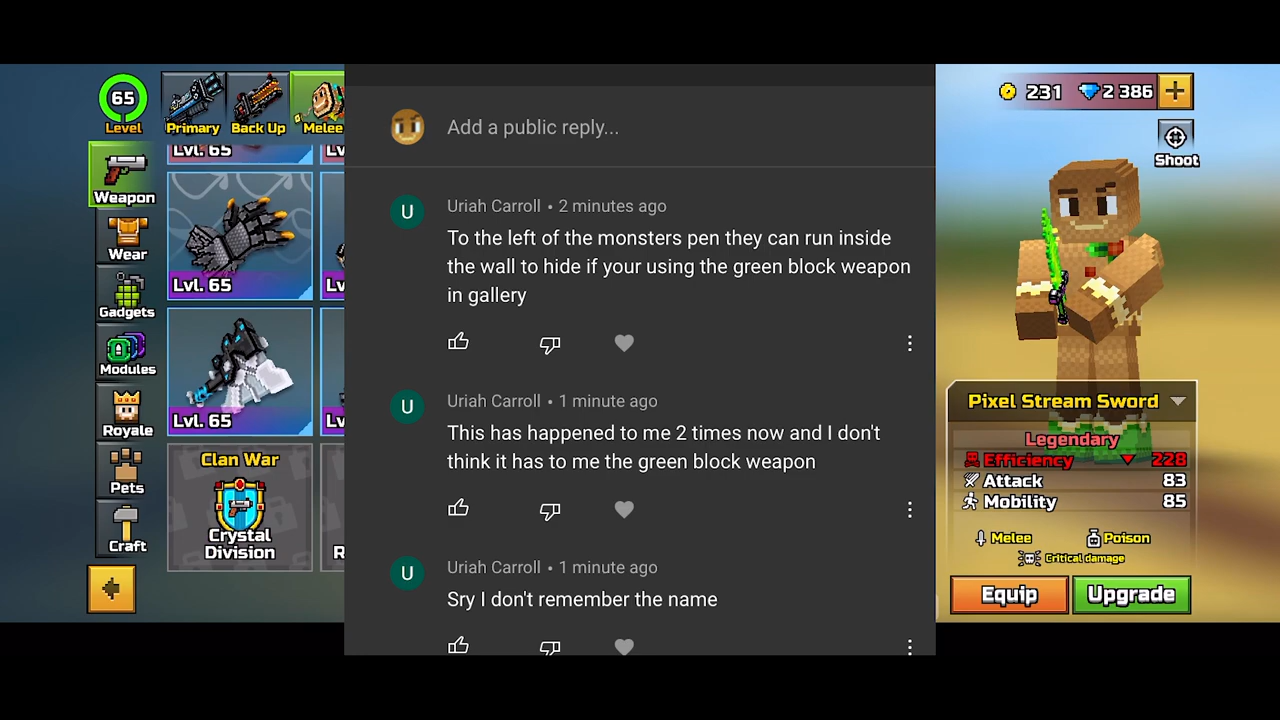 65
Level
Primary
Back Up
Melee
Lvl. 65
Weapon
Lvl. 65
Wear
Gadgets
Modules
Lvl. 65
Royale
Pets
Craft
Clan War
Crystal
Division
Add a public reply...
U
Uriah Carroll • 2 minutes ago
To the left of the monsters pen they can run inside
the wall to hide if your using the green block weapon
in gallery
U
Uriah Carroll • 1 minute ago
This has happened to me 2 times now and I don't
think it has to me the green block weapon
U
Uriah Carroll • 1 minute ago
Sry I don't remember the name
231
2 386
Shoot
Pixel Stream Sword
Legendary
Efficiency 228
Attack 83
Mobility 85
Melee Poison
Critical damage
Equip
Upgrade